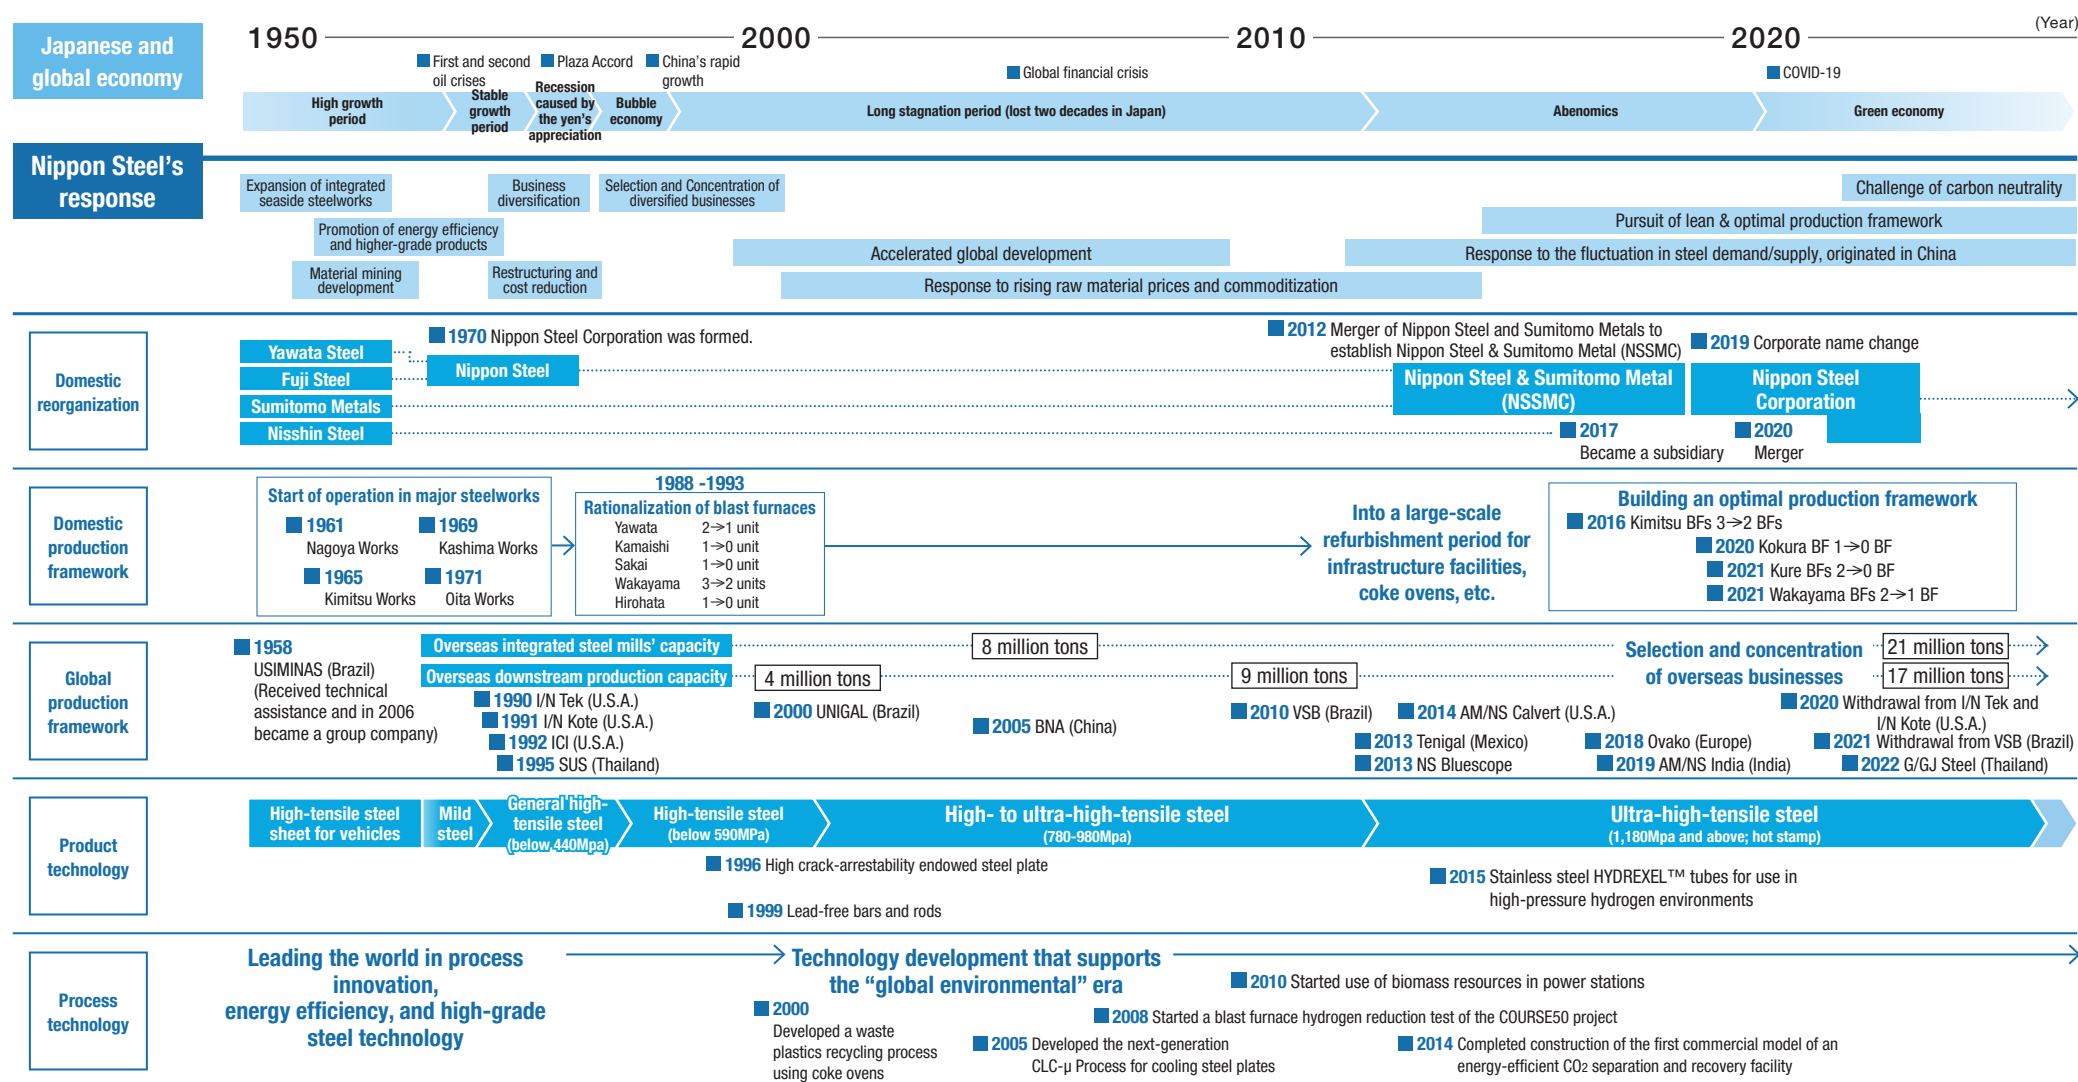 Japanese and
global economy
(Year)
1950
2000
2010
2020
First and second
oil crises
Plaza Accord
China's rapid
growth
Global financial crisis
COVID-19
High growth
period
Stable
growth
period
Recession
caused by
the yen's
appreciation
Bubble
economy
Long stagnation period (lost two decades in Japan)
Abenomics
Green economy
Nippon Steel's
response
Expansion of integrated
seaside steelworks
Business
diversification
Selection and Concentration of
diversified businesses
Challenge of carbon neutrality
Promotion of energy efficiency
and higher-grade products
Pursuit of lean & optimal production framework
Accelerated global development
Response to the fluctuation in steel demand/supply, originated in China
Material mining
development
Restructuring and
cost reduction
Response to rising raw material prices and commoditization
Domestic
reorganization
Yawata Steel
Fuji Steel
Sumitomo Metals
Nisshin Steel
1970 Nippon Steel Corporation was formed.
Nippon Steel
2012 Merger of Nippon Steel and Sumitomo Metals to
establish Nippon Steel & Sumitomo Metal (NSSMC)
2019 Corporate name change
Nippon Steel & Sumitomo Metal
(NSSMC)
Nippon Steel
Corporation
2017
Became a subsidiary
2020
Merger
Domestic
production
framework
Start of operation in major steelworks
1961
Nagoya Works
1969
Kashima Works
1965
Kimitsu Works
1971
Oita Works
1988 -1993
Rationalization of blast furnaces
Yawata 2→1 unit
Kamaishi 1→0 unit
Sakai 1→0 unit
Wakayama 3→2 units
Hirohata 1→0 unit
Into a large-scale
refurbishment period for
infrastructure facilities,
coke ovens, etc.
Building an optimal production framework
2016 Kimitsu BFs 3→2 BFs
2020 Kokura BF 1→0 BF
2021 Kure BFs 2→0 BF
2021 Wakayama BFs 2→1 BF
Global
production
framework
1958
USIMINAS (Brazil)
(Received technical
assistance and in 2006
became a group company)
Overseas integrated steel mills' capacity
8 million tons
21 million tons
Overseas downstream production capacity
4 million tons
9 million tons
17 million tons
Selection and concentration
of overseas businesses
1990 I/N Tek (U.S.A.)
1991 I/N Kote (U.S.A.)
1992 ICI (U.S.A.)
1995 SUS (Thailand)
2000 UNIGAL (Brazil)
2005 BNA (China)
2010 VSB (Brazil)
2014 AM/NS Calvert (U.S.A.)
2013 Tenigal (Mexico)
2013 NS Bluescope
2018 Ovako (Europe)
2019 AM/NS India (India)
2020 Withdrawal from I/N Tek and
I/N Kote (U.S.A.)
2021 Withdrawal from VSB (Brazil)
2022 G/GJ Steel (Thailand)
Product
technology
High-tensile steel
sheet for vehicles
Mild
steel
General high-
tensile steel
(below 440Mpa)
High-tensile steel
(below 590MPa)
High- to ultra-high-tensile steel
(780-980Mpa)
Ultra-high-tensile steel
(1,180Mpa and above; hot stamp)
1996 High crack-arrestability endowed steel plate
1999 Lead-free bars and rods
2015 Stainless steel HYDREXEL™ tubes for use in
high-pressure hydrogen environments
Process
technology
Leading the world in process
innovation,
energy efficiency, and high-grade
steel technology
Technology development that supports
the “global environmental” era
2000
Developed a waste
plastics recycling process
using coke ovens
2010 Started use of biomass resources in power stations
2008 Started a blast furnace hydrogen reduction test of the COURSE50 project
2005 Developed the next-generation
CLC-μ Process for cooling steel plates
2014 Completed construction of the first commercial model of an
energy-efficient CO2 separation and recovery facility